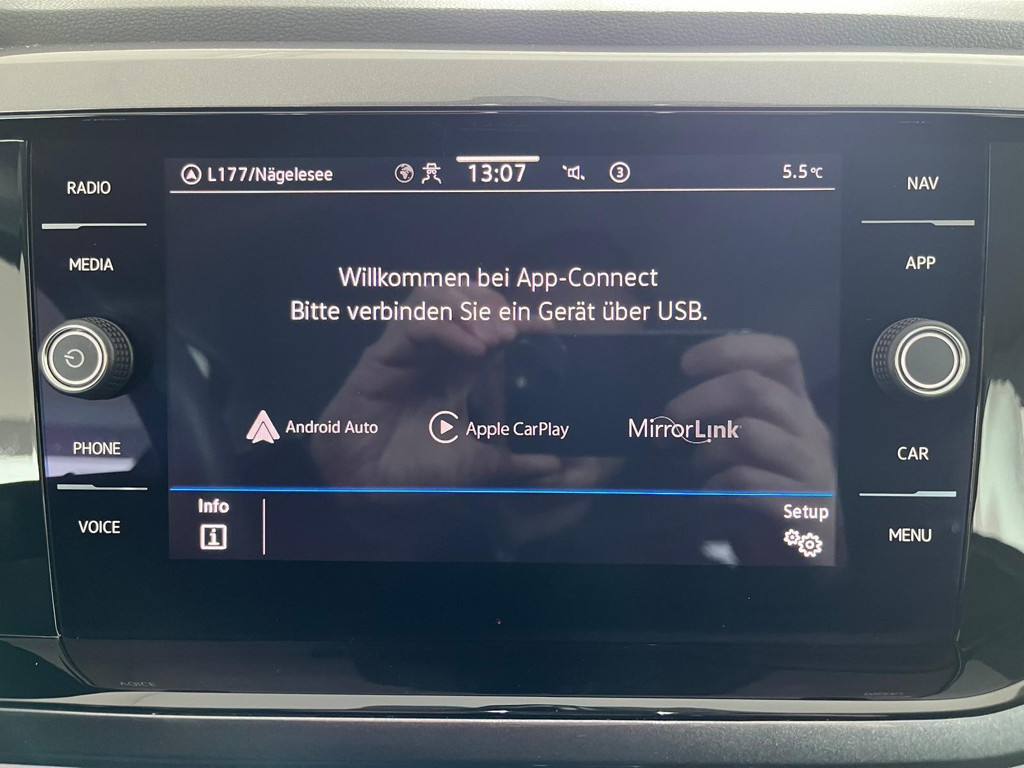 RADIO
MEDIA
PHONE
VOICE
L177/Nägelesee
13:07
3
5.5°C
Willkommen bei App-Connect
Bitte verbinden Sie ein Gerät über USB.
Android Auto
Apple CarPlay
MirrorLink
Info
i
Setup
NAV
APP
CAR
MENU